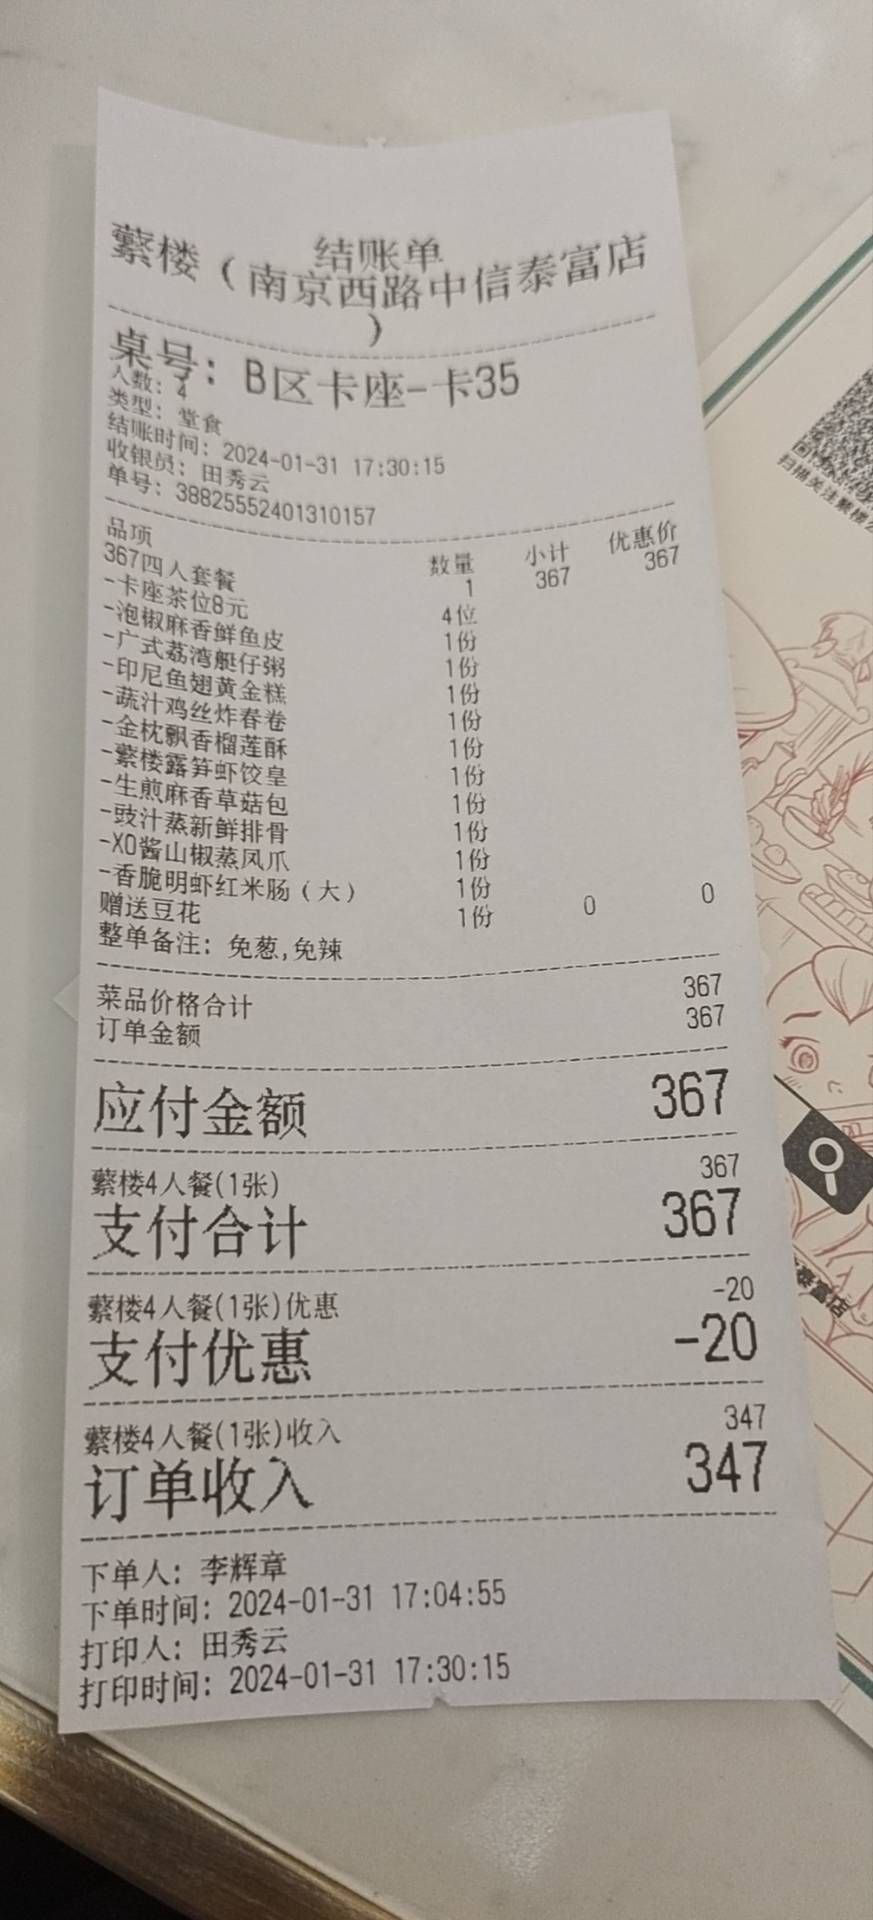 结账单
蘩楼（南京西路中信泰富店
）
桌号：B区卡座-卡35
人数：4
类型：堂食
结账时间：2024-01-31 17:30:15
收银员：田秀云
单号：38825552401310157
品项 数量 小计 优惠价
367四人套餐 1 367 367
-卡座茶位8元 4位
-泡椒麻香鲜鱼皮 1份
-广式荔湾艇仔粥 1份
-印尼鱼翅黄金糕 1份
-蔬汁鸡丝炸春卷 1份
-金枕飘香榴莲酥 1份
-蘩楼露笋虾饺皇 1份
-生煎麻香草菇包 1份
-豉汁蒸新鲜排骨 1份
-XO酱山椒蒸凤爪 1份
-香脆明虾红米肠（大） 1份
赠送豆花 1份 0 0
整单备注：免葱,免辣
菜品价格合计 367
订单金额 367
应付金额 367
蘩楼4人餐(1张) 367
支付合计 367
蘩楼4人餐(1张)优惠 -20
支付优惠 -20
蘩楼4人餐(1张)收入 347
订单收入 347
下单人：李辉章
下单时间：2024-01-31 17:04:55
打印人：田秀云
打印时间：2024-01-31 17:30:15
扫描关注蘩楼
泰富店